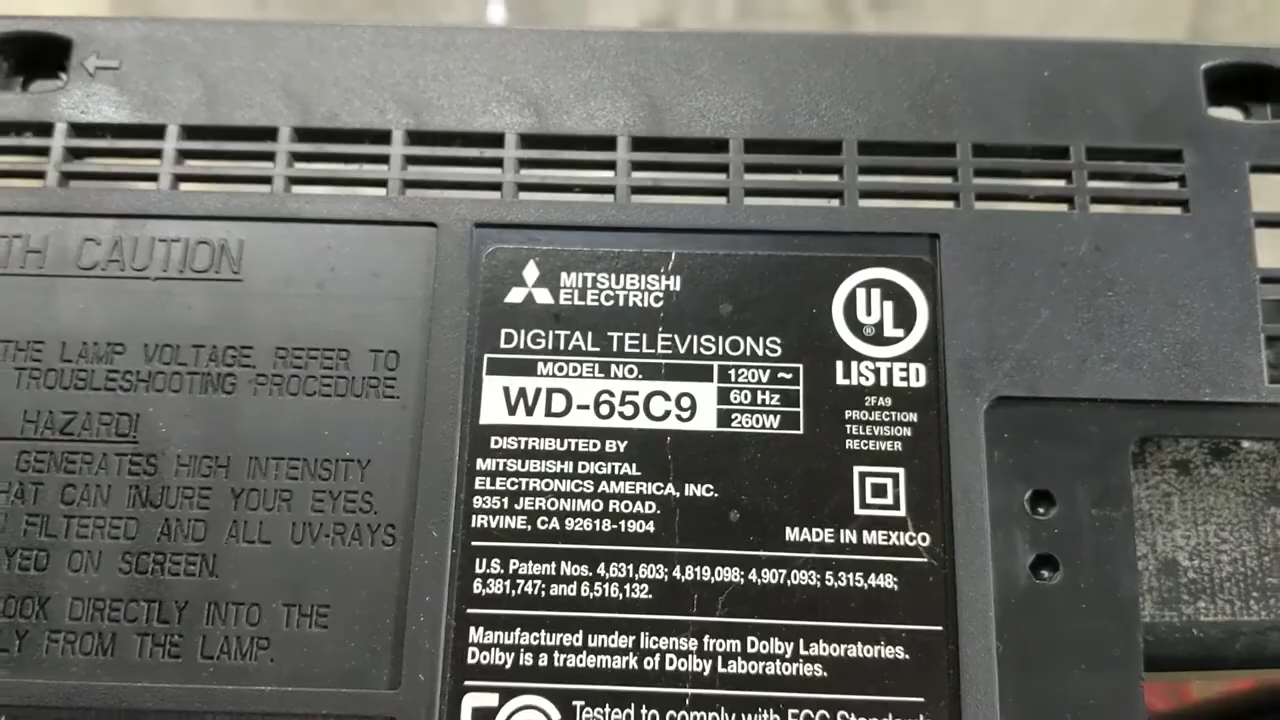 TH CAUTION
THE LAMP VOLTAGE, REFER TO
TROUBLESHOOTING PROCEDURE.
HAZARD!
GENERATES HIGH INTENSITY
HAT CAN INJURE YOUR EYES.
FILTERED AND ALL UV-RAYS
YED ON SCREEN.
LOOK DIRECTLY INTO THE
LY FROM THE LAMP.
MITSUBISHI
ELECTRIC
DIGITAL TELEVISIONS
MODEL NO.
WD-65C9
120V ~
60 Hz
260W
DISTRIBUTED BY
MITSUBISHI DIGITAL
ELECTRONICS AMERICA, INC.
9351 JERONIMO ROAD.
IRVINE, CA 92618-1904
UL
®
LISTED
2FA9
PROJECTION
TELEVISION
RECEIVER
MADE IN MEXICO
U.S. Patent Nos. 4,631,603; 4,819,098; 4,907,093; 5,315,448;
6,381,747; and 6,516,132.
Manufactured under license from Dolby Laboratories.
Dolby is a trademark of Dolby Laboratories.
FC
Tested to comply with FCC Standards